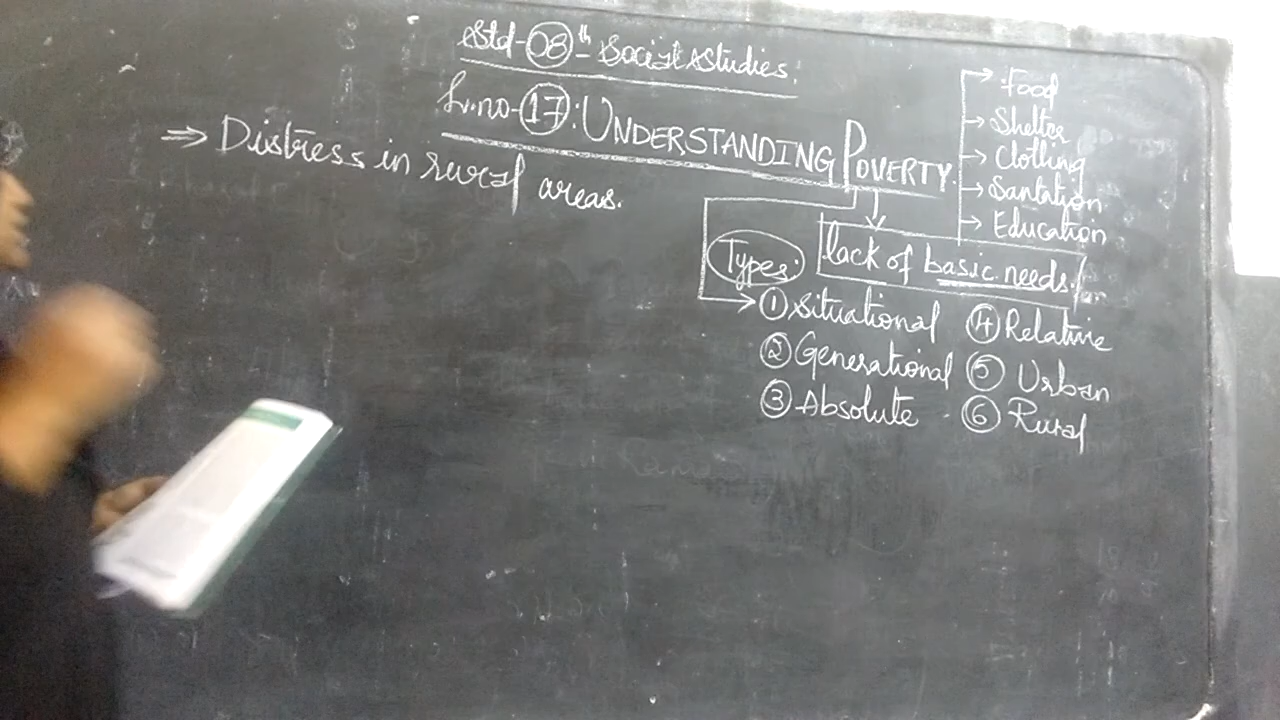 Std-08th Social Studies.
L.no-17: UNDERSTANDING POVERTY.
⇒ Distress in rural areas.
→ Food
→ Shelter
→ Clothing
→ Santation
→ Education
lack of basic needs.
Types:
① Situational
② Generational
③ Absolute
④ Relative
⑤ Urban
⑥ Rural